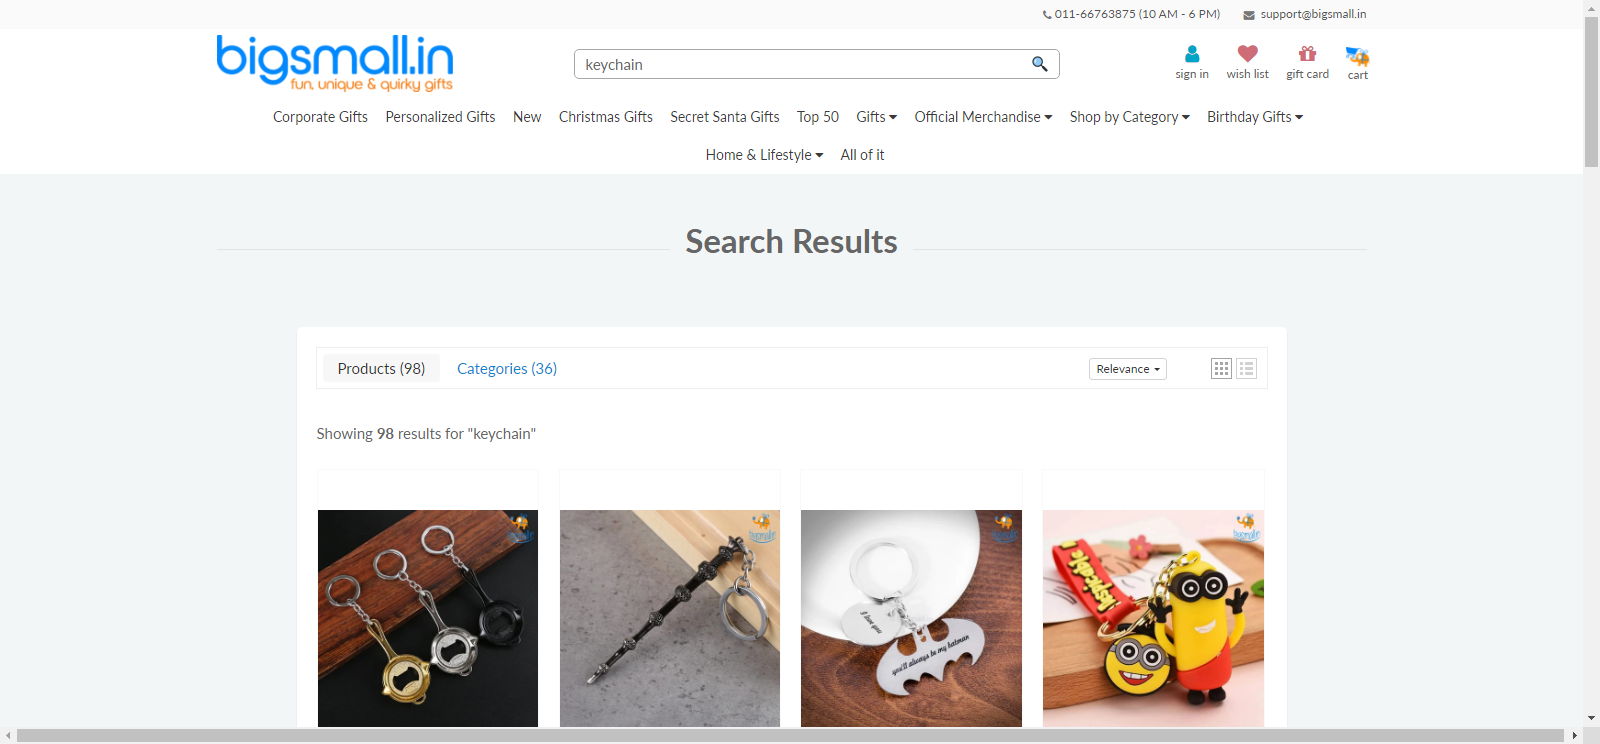 011-66763875 (10 AM - 6 PM) support@bigsmall.in
bigsmall.in
fun, unique & quirky gifts
keychain
sign in wish list gift card cart
Corporate Gifts Personalized Gifts New Christmas Gifts Secret Santa Gifts Top 50 Gifts Official Merchandise Shop by Category Birthday Gifts
Home & Lifestyle All of it
Search Results
Products (98) Categories (36) Relevance
Showing 98 results for "keychain"
I love you
you'll always be my batman